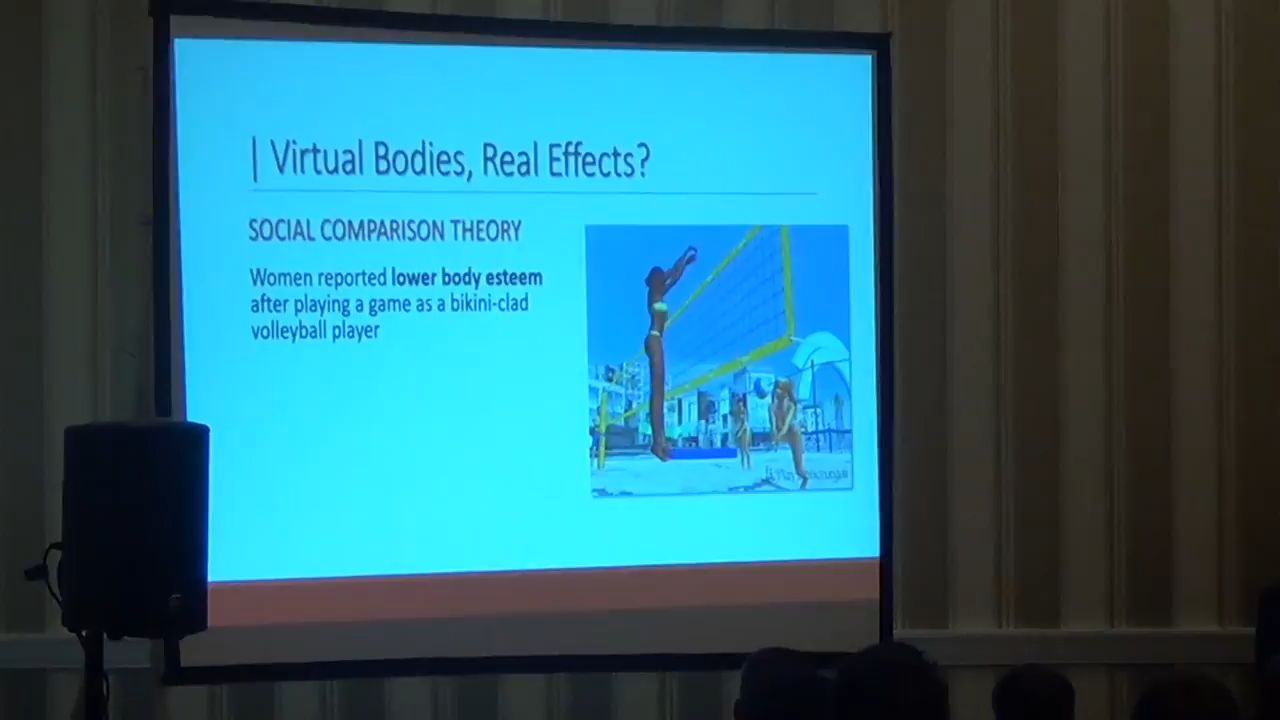 | Virtual Bodies, Real Effects?
SOCIAL COMPARISON THEORY
Women reported lower body esteem
after playing a game as a bikini-clad
volleyball player